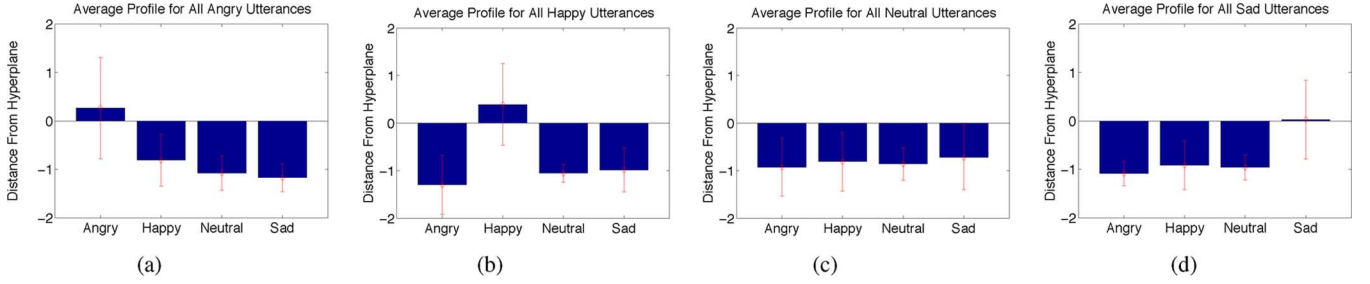 Average Profile for All Angry Utterances
Distance From Hyperplane
2
1
0
−1
−2
Angry Happy Neutral Sad
(a)
Average Profile for All Happy Utterances
Distance From Hyperplane
2
1
0
−1
−2
Angry Happy Neutral Sad
(b)
Average Profile for All Neutral Utterances
Distance From Hyperplane
2
1
0
−1
−2
Angry Happy Neutral Sad
(c)
Average Profile for All Sad Utterances
Distance From Hyperplane
2
1
0
−1
−2
Angry Happy Neutral Sad
(d)